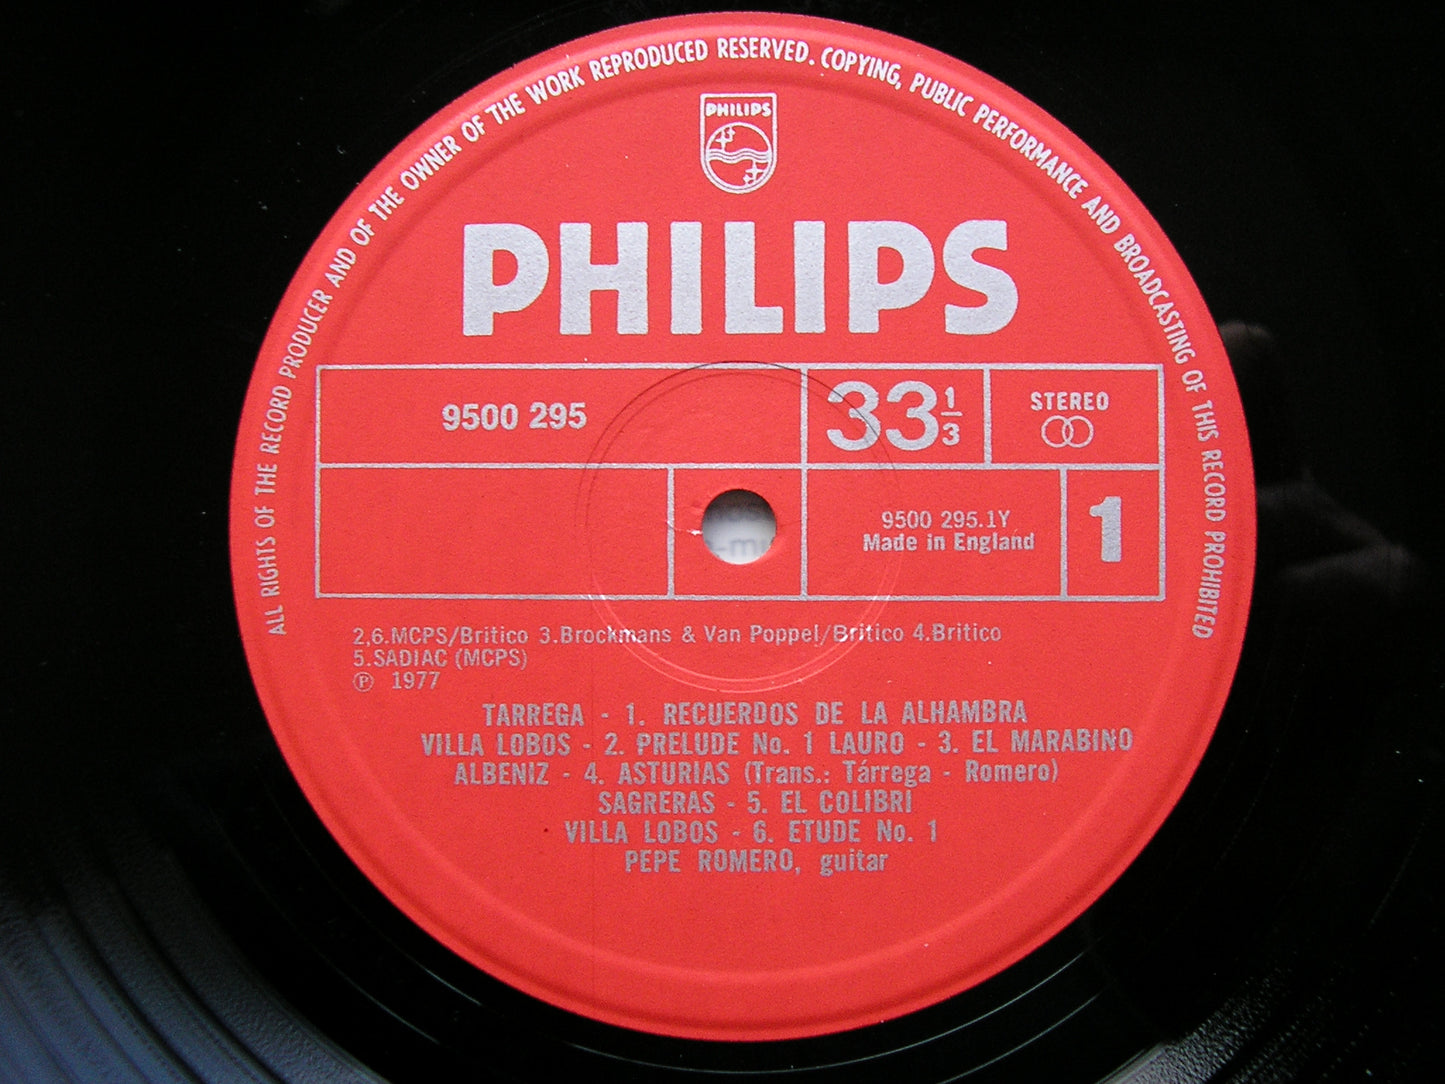 ALL RIGHTS OF THE RECORD PRODUCER AND OF THE OWNER OF THE WORK REPRODUCED RESERVED. COPYING, PUBLIC PERFORMANCE AND BROADCASTING OF THIS RECORD PROHIBITED
PHILIPS
PHILIPS
9500 295
33 1/3
STEREO
9500 295.1Y
Made in England
1
2,6.MCPS/Britico 3.Brockmans & Van Poppel/Britico 4.Britico
5.SADIAC (MCPS)
℗ 1977
TARREGA - 1. RECUERDOS DE LA ALHAMBRA
VILLA LOBOS - 2. PRELUDE No. 1 LAURO - 3. EL MARABINO
ALBENIZ - 4. ASTURIAS (Trans.: Tárrega - Romero)
SAGRERAS - 5. EL COLIBRI
VILLA LOBOS - 6. ETUDE No. 1
PEPE ROMERO, guitar